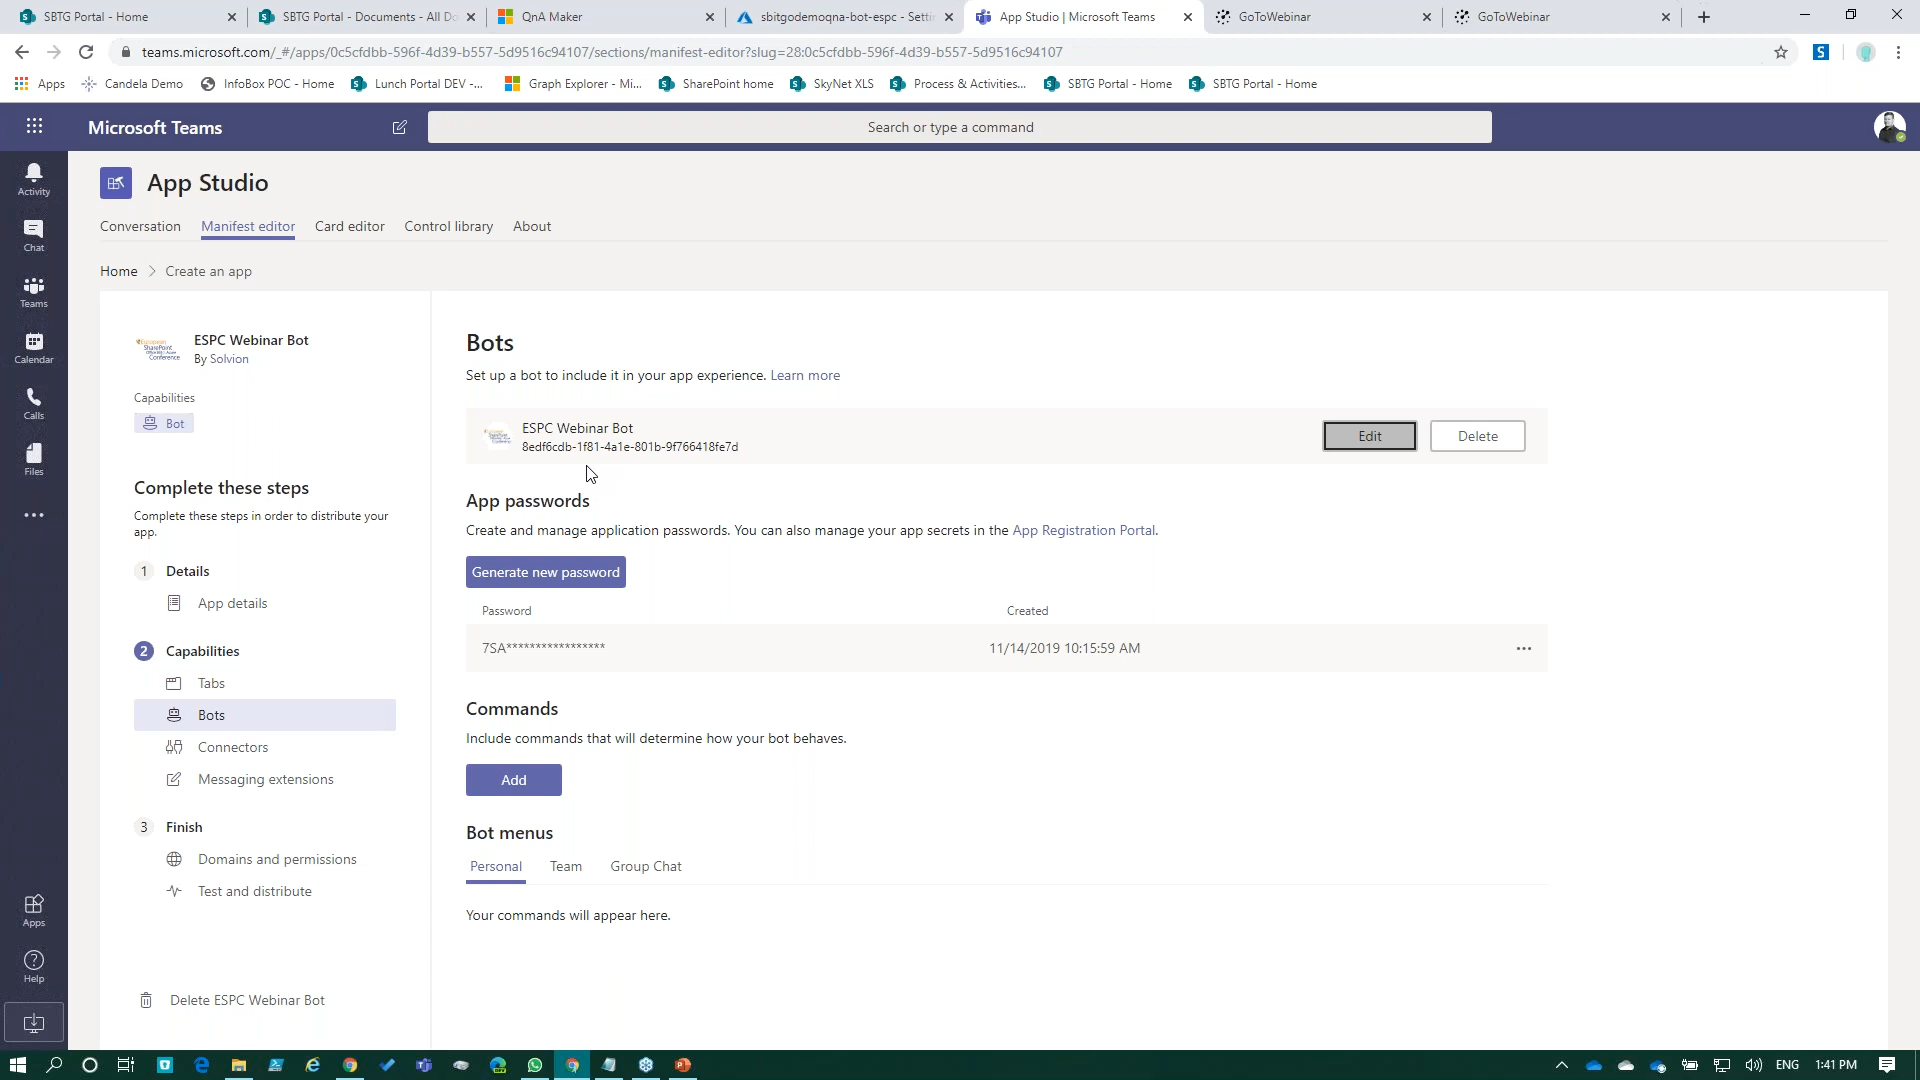 SBTG Portal - Home
SBTG Portal - Documents - All Do
QnA Maker
sbitgodemoqna-bot-espc - Settin
App Studio | Microsoft Teams
GoToWebinar
GoToWebinar
teams.microsoft.com/_#/apps/0c5cfdbb-596f-4d39-b557-5d9516c94107/sections/manifest-editor?slug=28:0c5cfdbb-596f-4d39-b557-5d9516c94107
Apps
Candela Demo
InfoBox POC - Home
Lunch Portal DEV -...
Graph Explorer - Mi...
SharePoint home
SkyNet XLS
Process & Activities...
SBTG Portal - Home
SBTG Portal - Home
Microsoft Teams
Search or type a command
Activity
Chat
Teams
Calendar
Calls
Files
Apps
Help
App Studio
Conversation
Manifest editor
Card editor
Control library
About
Home > Create an app
ESPC Webinar Bot
By Solvion
Capabilities
Bot
Complete these steps
Complete these steps in order to distribute your
app.
1 Details
App details
2 Capabilities
Tabs
Bots
Connectors
Messaging extensions
3 Finish
Domains and permissions
Test and distribute
Delete ESPC Webinar Bot
Bots
Set up a bot to include it in your app experience. Learn more
ESPC Webinar Bot
8edf6cdb-1f81-4a1e-801b-9f766418fe7d
Edit
Delete
App passwords
Create and manage application passwords. You can also manage your app secrets in the App Registration Portal.
Generate new password
Password
Created
7SA*****************
11/14/2019 10:15:59 AM
Commands
Include commands that will determine how your bot behaves.
Add
Bot menus
Personal
Team
Group Chat
Your commands will appear here.
ENG
1:41 PM